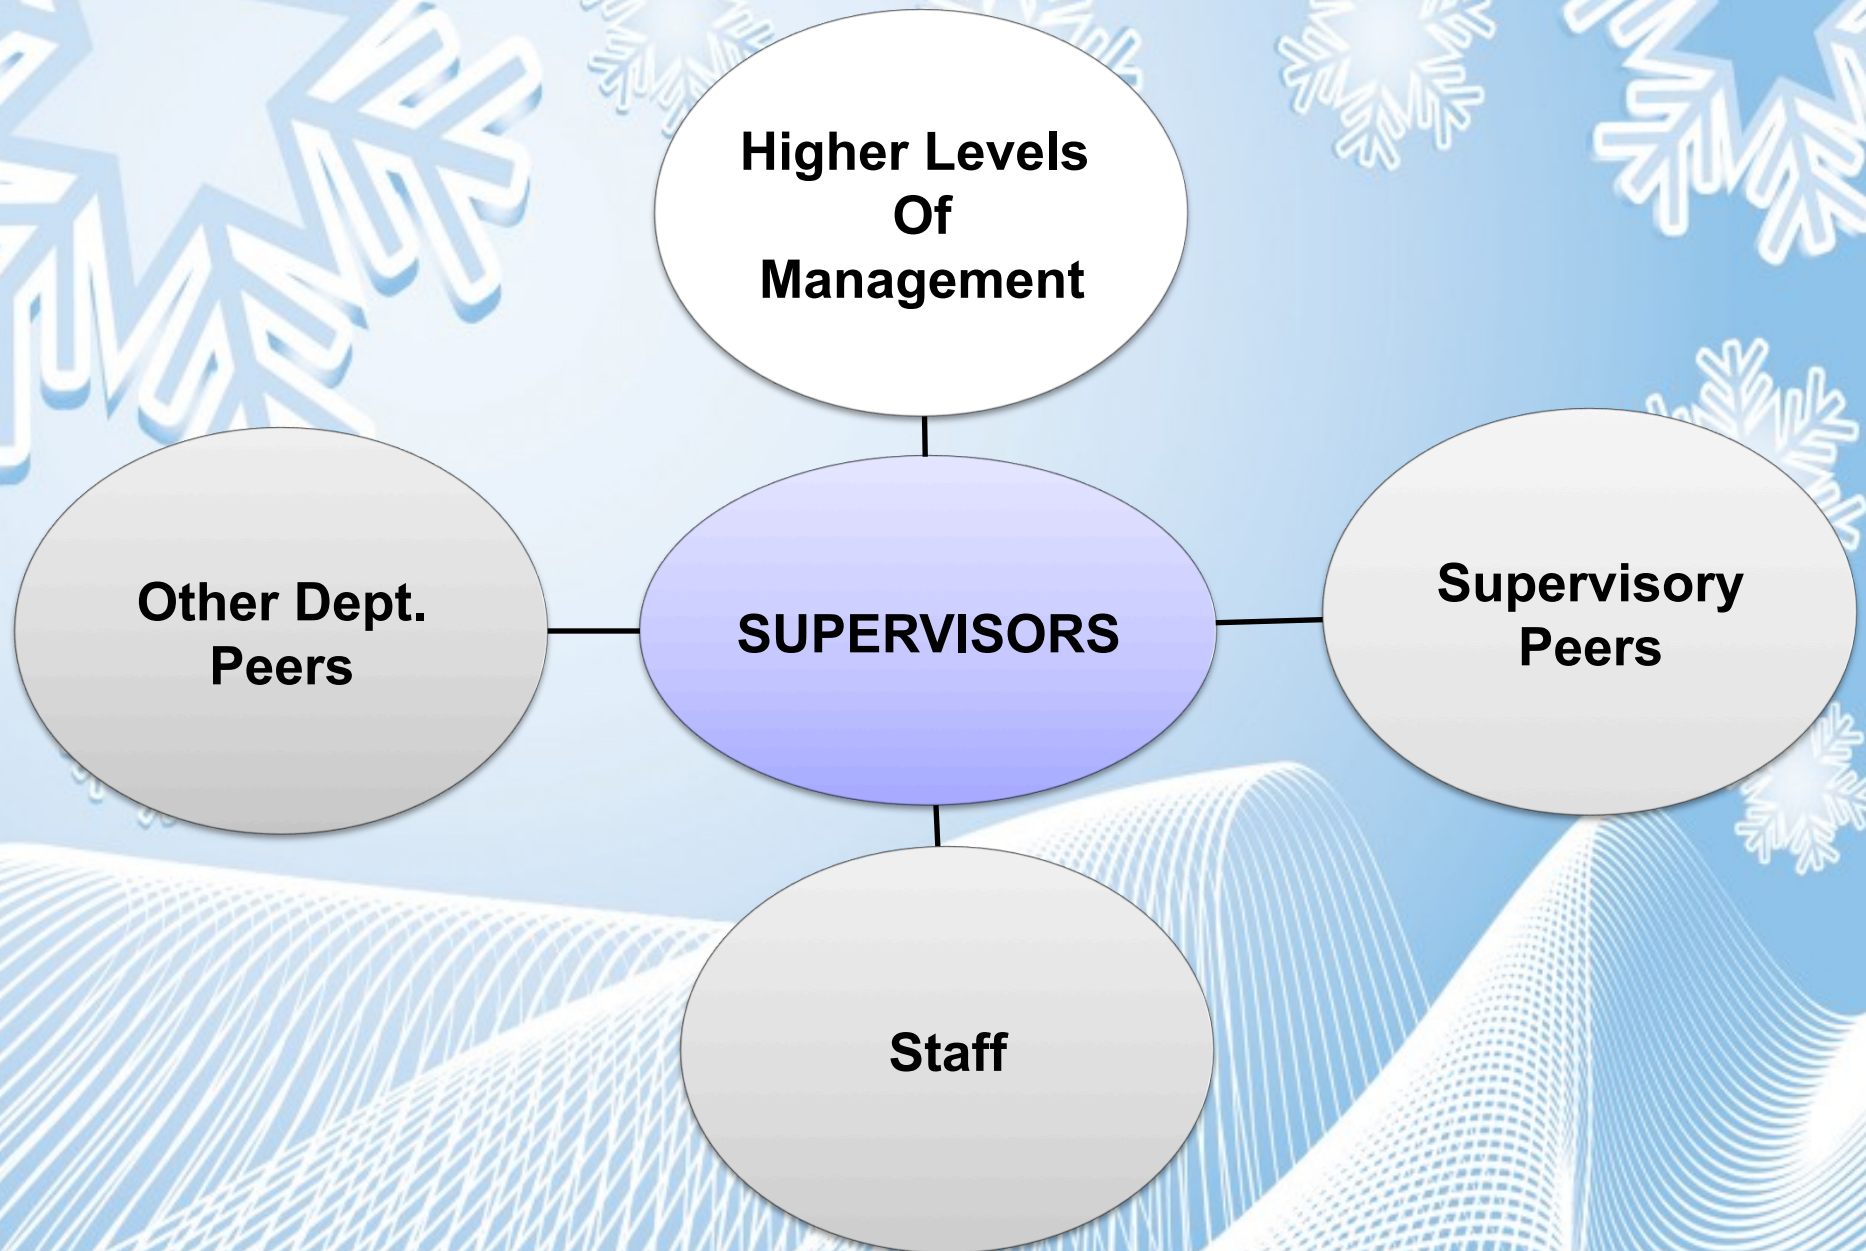 Higher Levels
Of
Management
Other Dept.
Peers
SUPERVISORS
Supervisory
Peers
Staff